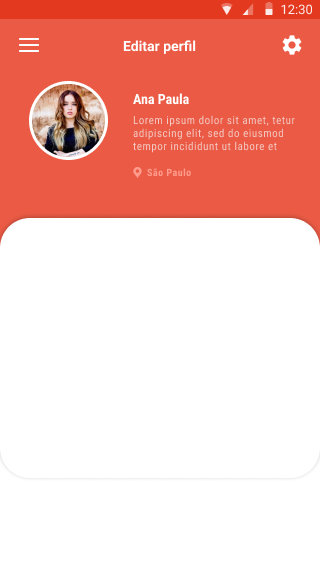 12:30
Editar perfil
Ana Paula
Lorem ipsum dolor sit amet, tetur
adipiscing elit, sed do eiusmod
tempor incididunt ut labore et
São Paulo